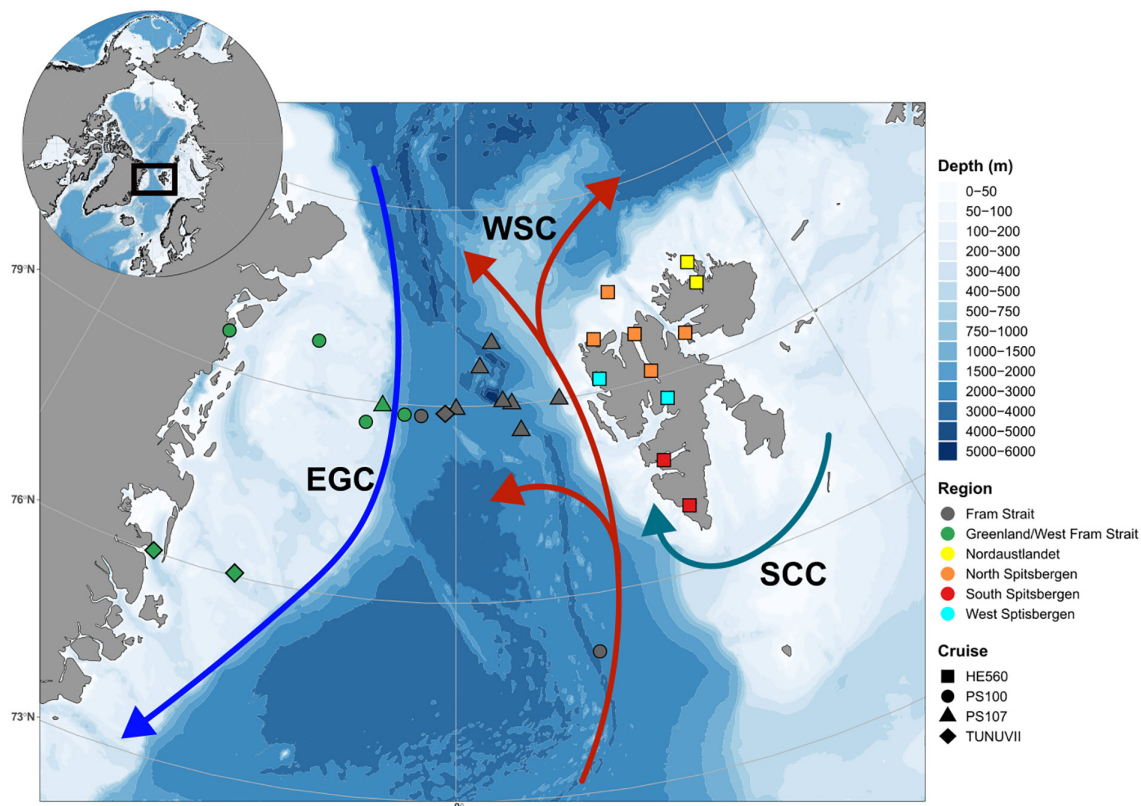 WSC
79°N
EGC
76°N
SCC
73°N
0°
Depth (m)
0−50
50−100
100−200
200−300
300−400
400−500
500−750
750−1000
1000−1500
1500−2000
2000−3000
3000−4000
4000−5000
5000−6000
Region
Fram Strait
Greenland/West Fram Strait
Nordaustlandet
North Spitsbergen
South Spitsbergen
West Sptisbergen
Cruise
HE560
PS100
PS107
TUNUVII